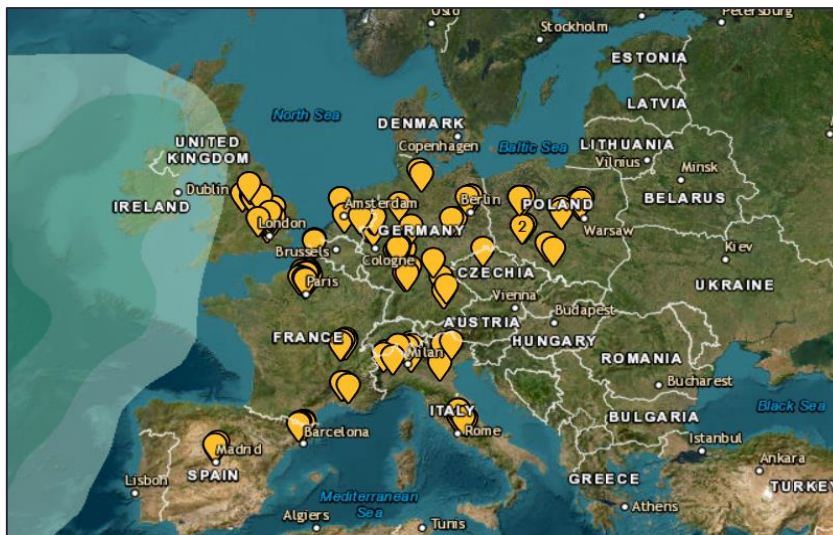 Oslo
Stockholm
Petersburg
ESTONIA
North Sea
LATVIA
DENMARK
Copenhagen
Baltic Sea
LITHUANIA
Vilnius
Minsk
UNITED
KINGDOM
Dublin
IRELAND
Amsterdam
Berlin
POLAND
BELARUS
2
Warsaw
London
GERMANY
Brussels
Cologne
Kiev
CZECHIA
Paris
UKRAINE
Vienna
Budapest
AUSTRIA
FRANCE
HUNGARY
Milan
ROMANIA
Bucharest
Black Sea
ITALY
BULGARIA
Barcelona
Rome
Madrid
Istanbul
SPAIN
Ankara
Lisbon
GREECE
TURKEY
Mediterranean
Sea
Athens
Algiers
Tunis